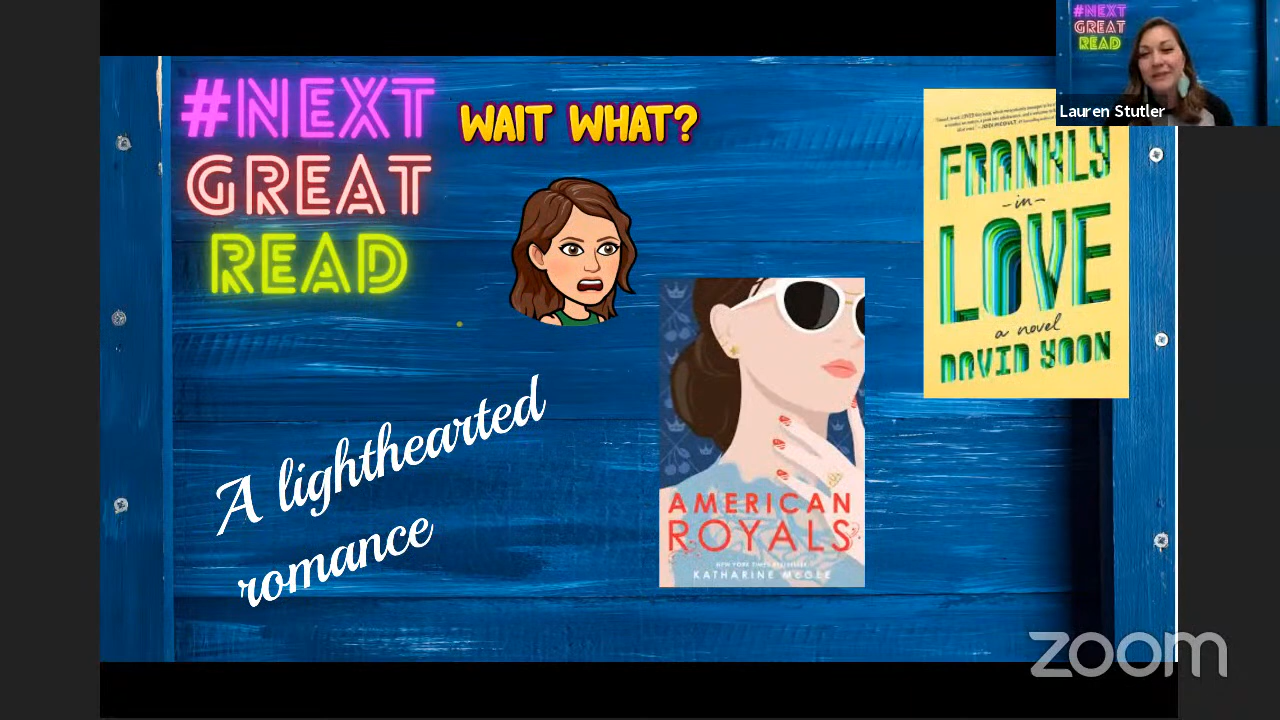 #NEXT
GREAT
READ
WAIT WHAT?
A lighthearted
romance
AMERICAN
ROYALS
NEW YORK TIMES BESTSELLER
KATHARINE McGEE
FRANKLY
-in-
LOVE
a novel
DAVID YOON
#NEXT
GREAT
READ
Lauren Stutler
zoom